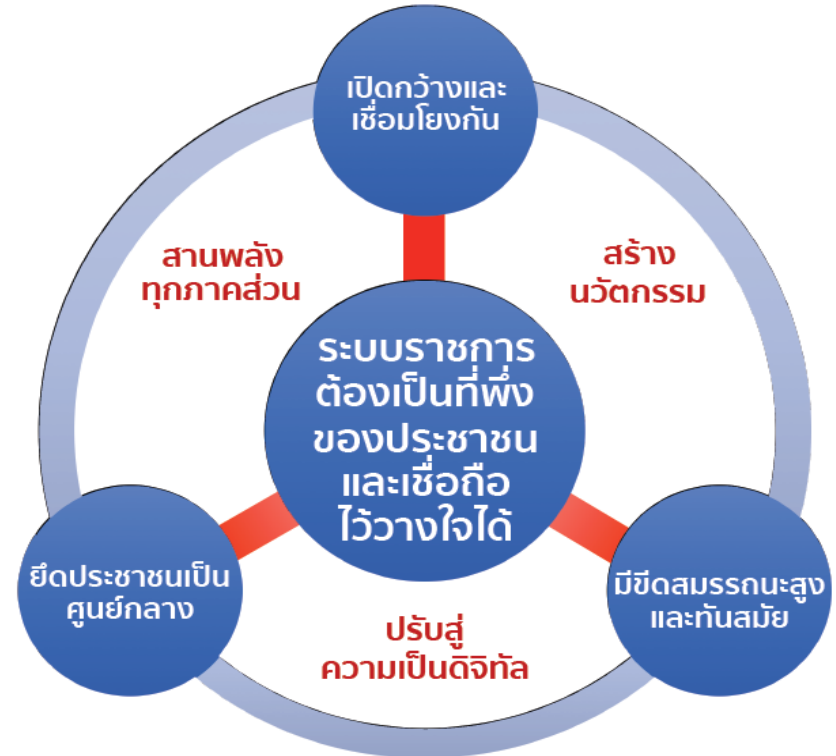 เปิดกว้างและ
เชื่อมโยงกัน
สานพลัง
ทุกภาคส่วน
สร้าง
นวัตกรรม
ระบบราชการ
ต้องเป็นที่พึ่ง
ของประชาชน
และเชื่อถือ
ไว้วางใจได้
ยึดประชาชนเป็น
ศูนย์กลาง
มีขีดสมรรถนะสูง
และทันสมัย
ปรับสู่
ความเป็นดิจิทัล